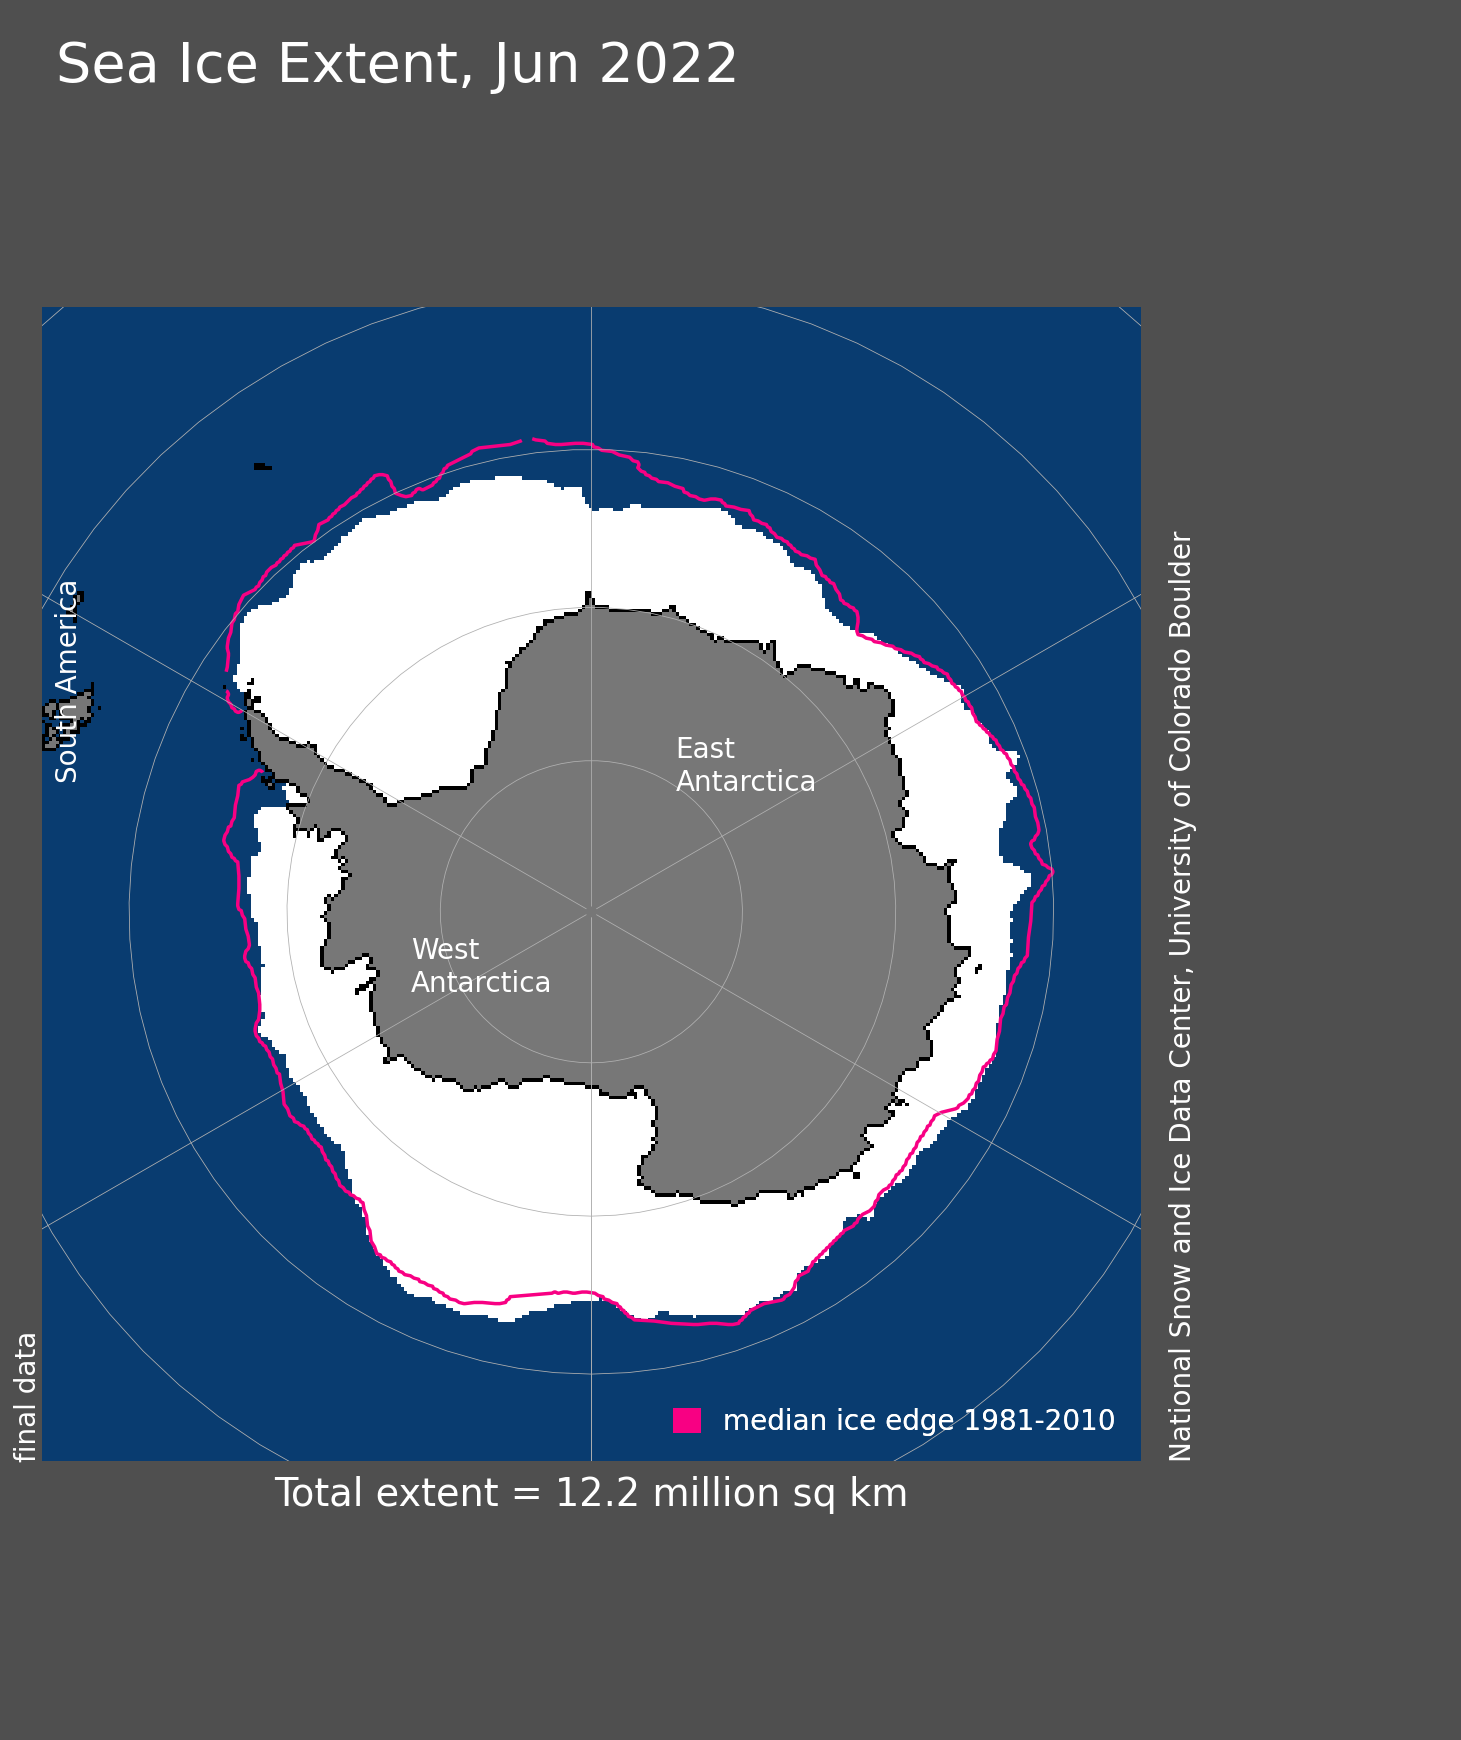 Sea Ice Extent, Jun 2022
South America
East
Antarctica
West
Antarctica
median ice edge 1981-2010
final data
National Snow and Ice Data Center, University of Colorado Boulder
Total extent = 12.2 million sq km